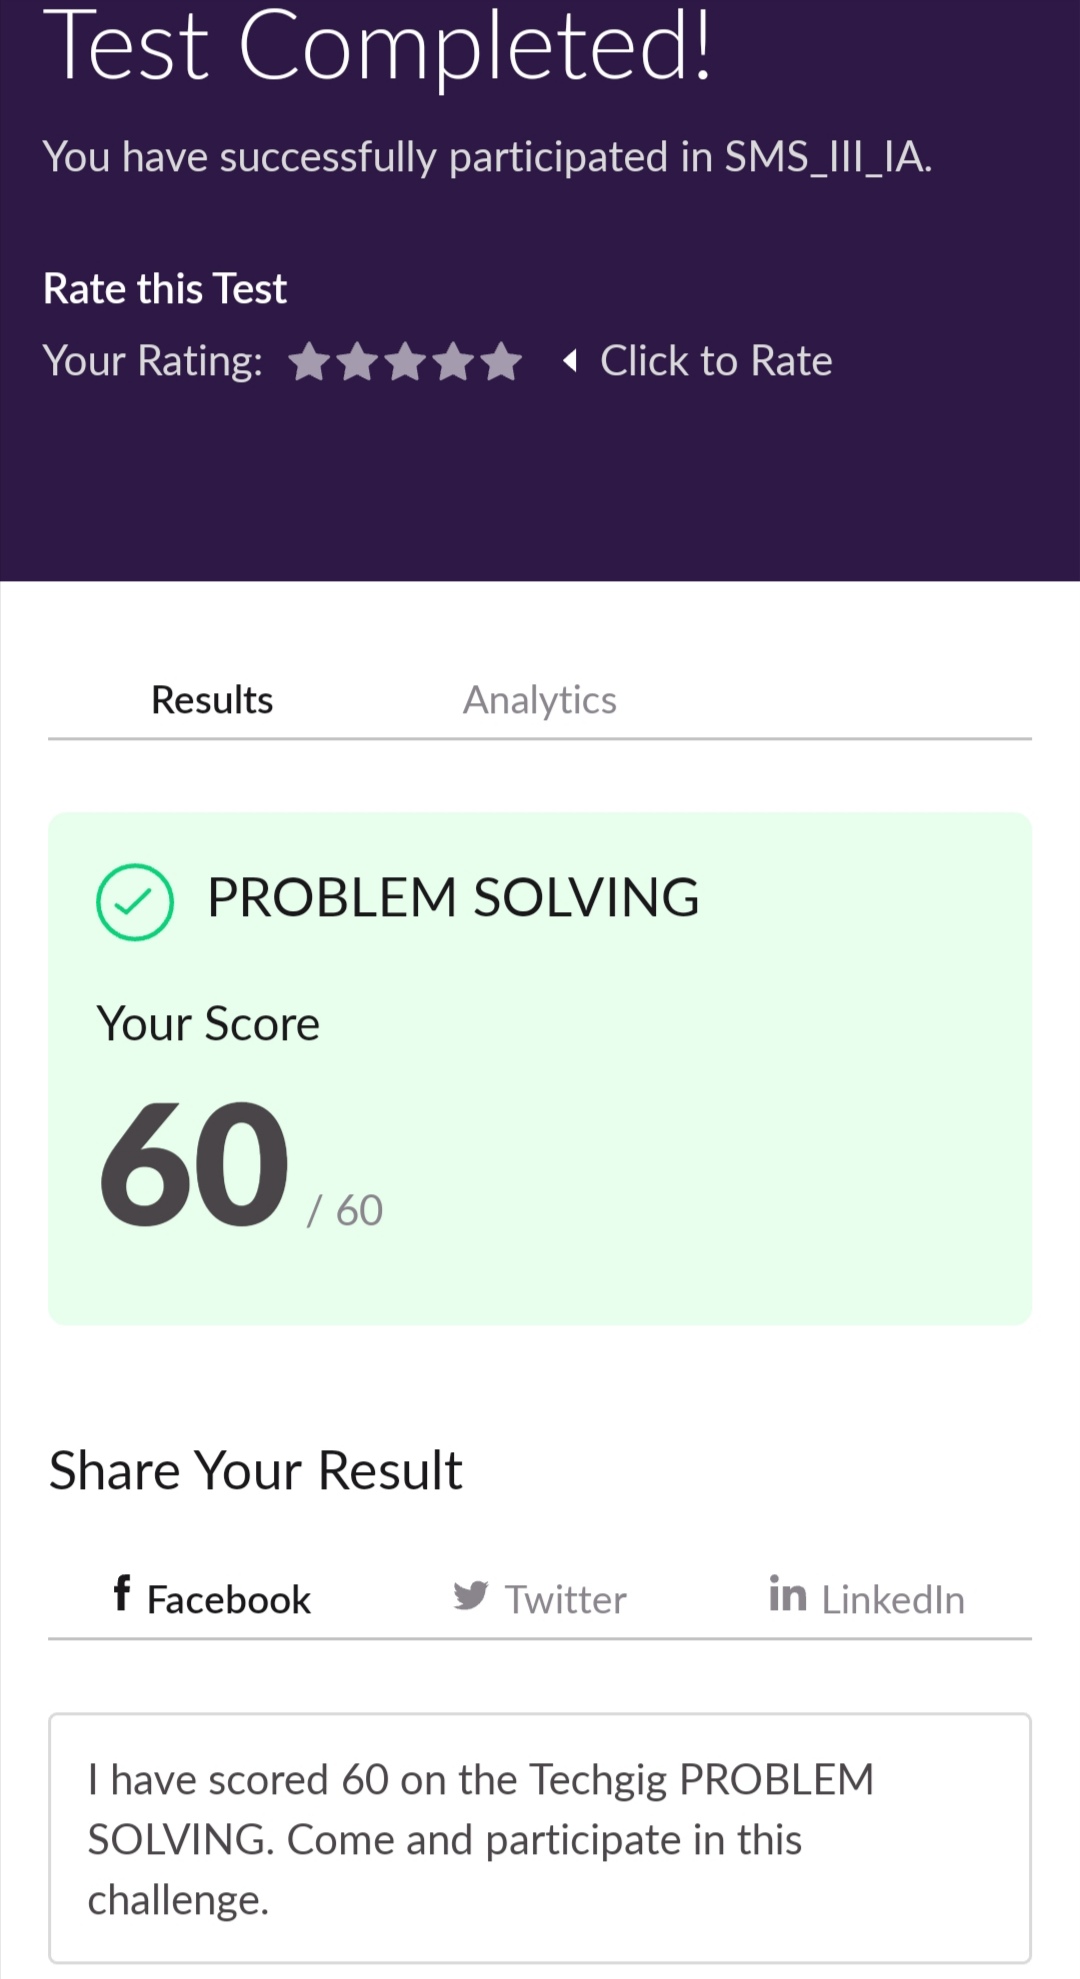 Test Completed!
You have successfully participated in SMS_III_IA.
Rate this Test
Your Rating: Click to Rate
Results Analytics
PROBLEM SOLVING
Your Score
60 / 60
Share Your Result
f Facebook Twitter in LinkedIn
I have scored 60 on the Techgig PROBLEM
SOLVING. Come and participate in this
challenge.